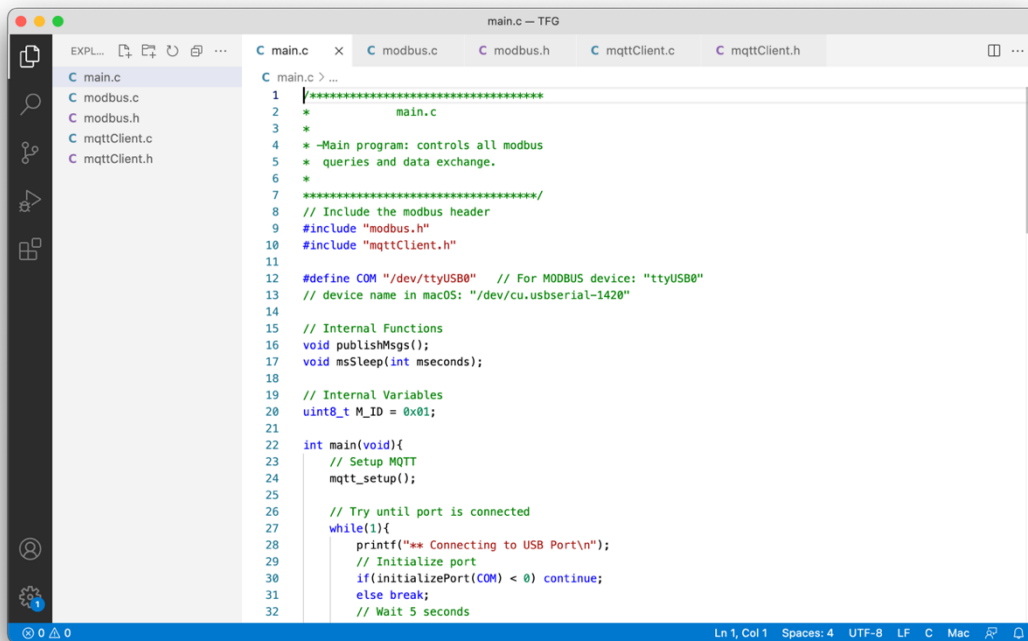 main.c — TFG
EXPL...
main.c
modbus.c
modbus.h
mqttClient.c
mqttClient.h
C main.c
C modbus.c
C modbus.h
C mqttClient.c
C mqttClient.h
C main.c > ...
1 /***********************************
2 * main.c
3 *
4 * -Main program: controls all modbus
5 * queries and data exchange.
6 *
7 ***********************************/
8 // Include the modbus header
9 #include "modbus.h"
10 #include "mqttClient.h"
11
12 #define COM "/dev/ttyUSB0" // For MODBUS device: "ttyUSB0"
13 // device name in macOS: "/dev/cu.usbserial-1420"
14
15 // Internal Functions
16 void publishMsgs();
17 void msSleep(int mseconds);
18
19 // Internal Variables
20 uint8_t M_ID = 0x01;
21
22 int main(void){
23 // Setup MQTT
24 mqtt_setup();
25
26 // Try until port is connected
27 while(1){
28 printf("** Connecting to USB Port\n");
29 // Initialize port
30 if(initializePort(COM) < 0) continue;
31 else break;
32 // Wait 5 seconds
1
0 0
Ln 1, Col 1 Spaces: 4 UTF-8 LF C Mac